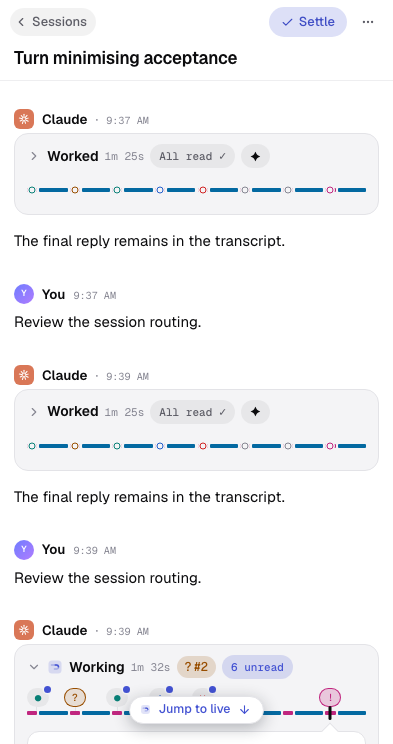 Sessions
Settle
Turn minimising acceptance
Claude · 9:37 AM
Worked 1m 25s All read ✓
The final reply remains in the transcript.
Y You 9:37 AM
Review the session routing.
Claude · 9:39 AM
Worked 1m 25s All read ✓
The final reply remains in the transcript.
Y You 9:39 AM
Review the session routing.
Claude · 9:39 AM
Working 1m 32s ?#2 6 unread
? !
Jump to live